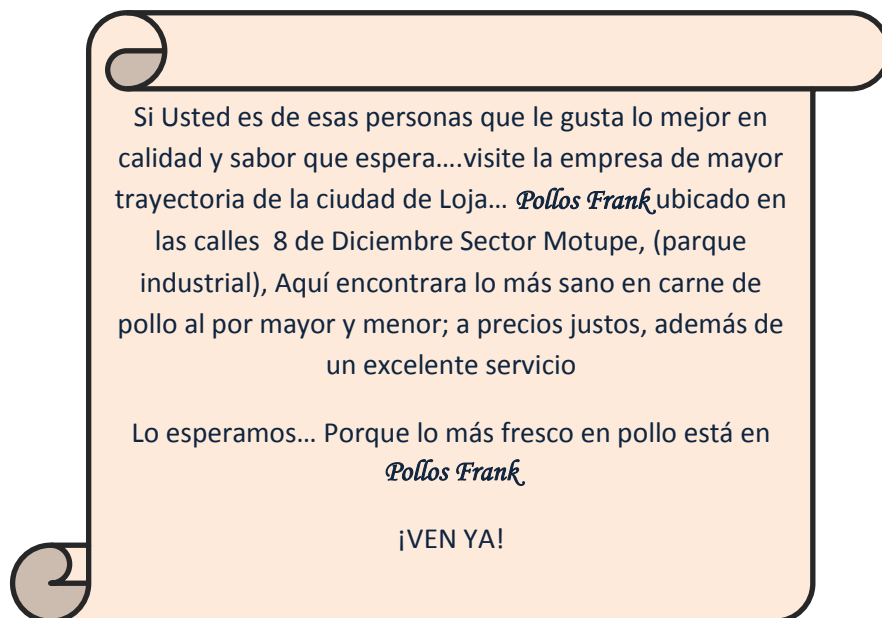 Si Usted es de esas personas que le gusta lo mejor en
calidad y sabor que espera....visite la empresa de mayor
trayectoria de la ciudad de Loja... Pollos Frank ubicado en
las calles  8 de Diciembre Sector Motupe, (parque
industrial), Aquí encontrara lo más sano en carne de
pollo al por mayor y menor; a precios justos, además de
un excelente servicio
Lo esperamos... Porque lo más fresco en pollo está en
Pollos Frank
¡VEN YA!